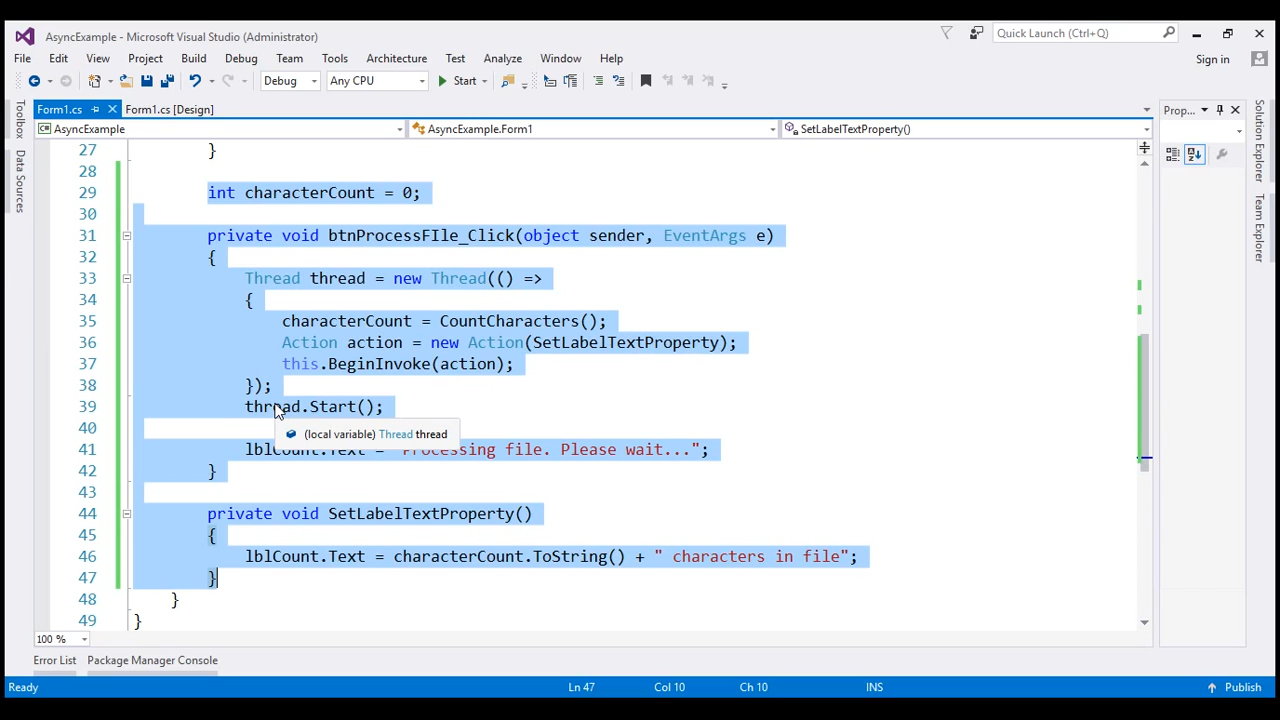 AsyncExample - Microsoft Visual Studio (Administrator)
Quick Launch (Ctrl+Q)
File Edit View Project Build Debug Team Tools Architecture Test Analyze Window Help
Sign in
Debug Any CPU Start
Form1.cs Form1.cs [Design]
Prop...
AsyncExample AsyncExample.Form1 SetLabelTextProperty()
Toolbox
Data Sources
Solution Explorer
Team Explorer
27 }
28
29 int characterCount = 0;
30
31 private void btnProcessFIle_Click(object sender, EventArgs e)
32 {
33 Thread thread = new Thread(() =>
34 {
35 characterCount = CountCharacters();
36 Action action = new Action(SetLabelTextProperty);
37 this.BeginInvoke(action);
38 });
39 thread.Start();
40
(local variable) Thread thread
41 lblCount.Text = "Processing file. Please wait...";
42 }
43
44 private void SetLabelTextProperty()
45 {
46 lblCount.Text = characterCount.ToString() + " characters in file";
47 }
48 }
49 }
100 %
Error List Package Manager Console
Ready Ln 47 Col 10 Ch 10 INS Publish